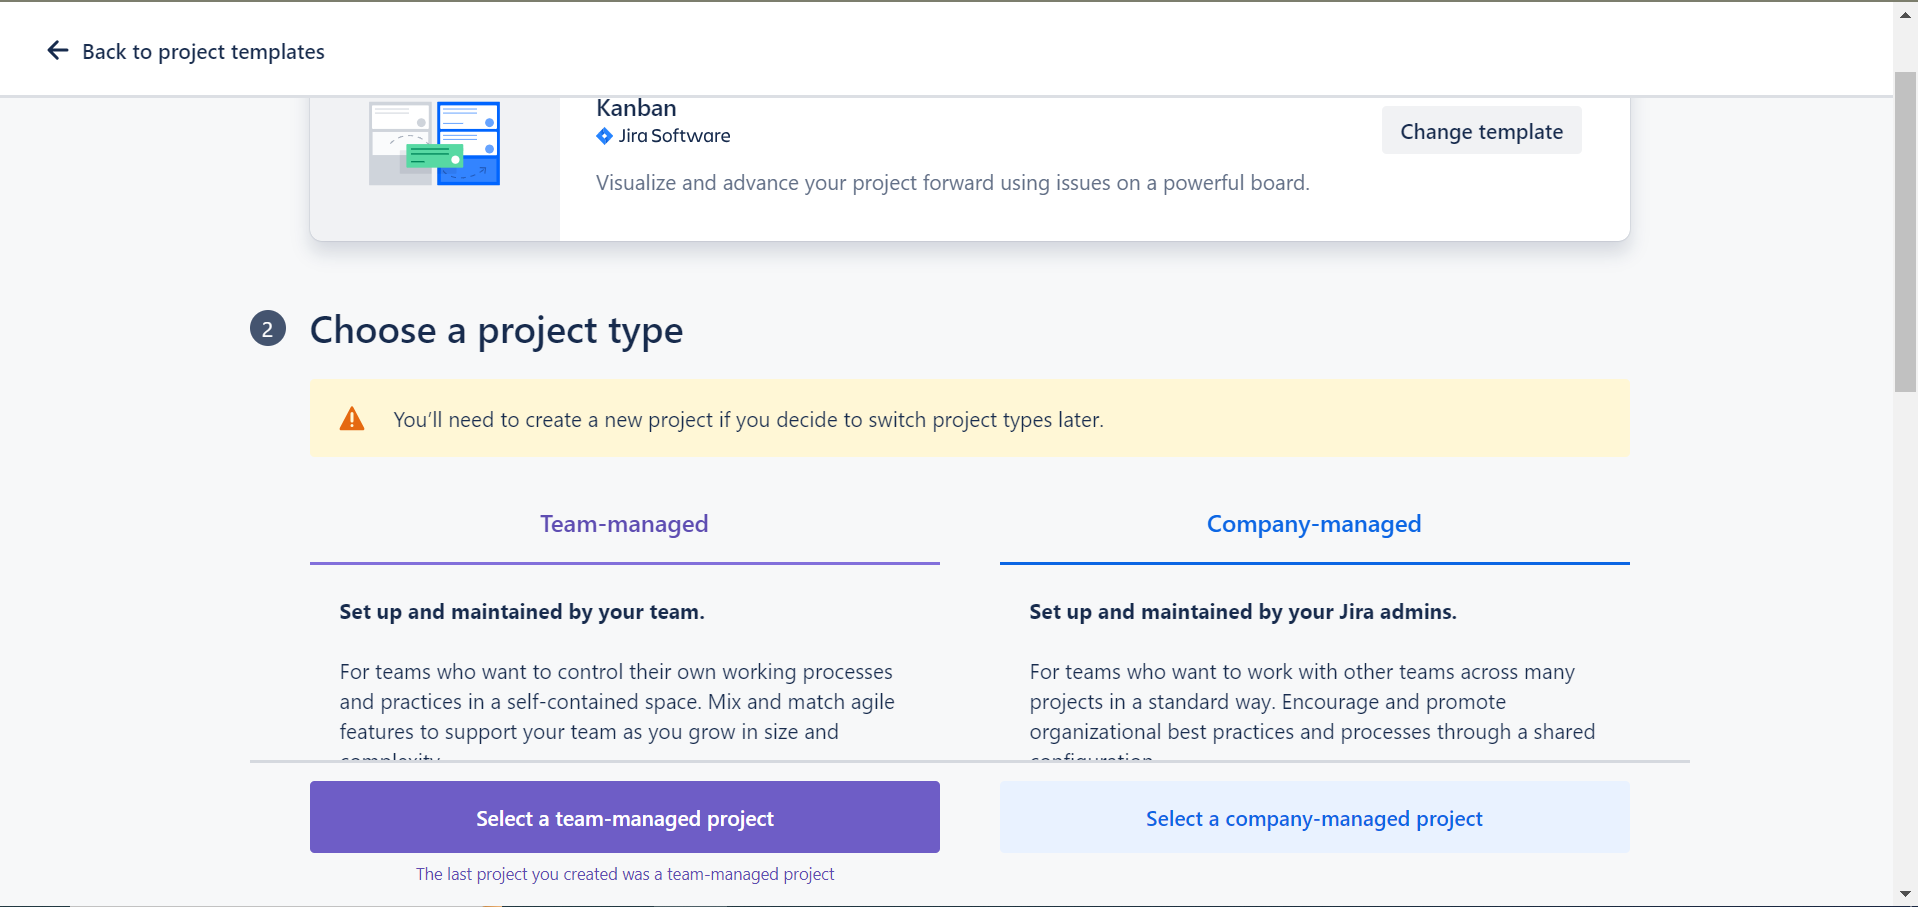 Back to project templates
Kanban
Jira Software
Change template
Visualize and advance your project forward using issues on a powerful board.
2 Choose a project type
You'll need to create a new project if you decide to switch project types later.
Team-managed
Set up and maintained by your team.
For teams who want to control their own working processes
and practices in a self-contained space. Mix and match agile
features to support your team as you grow in size and
complexity.
Company-managed
Set up and maintained by your Jira admins.
For teams who want to work with other teams across many
projects in a standard way. Encourage and promote
organizational best practices and processes through a shared
configuration.
Select a team-managed project
The last project you created was a team-managed project
Select a company-managed project